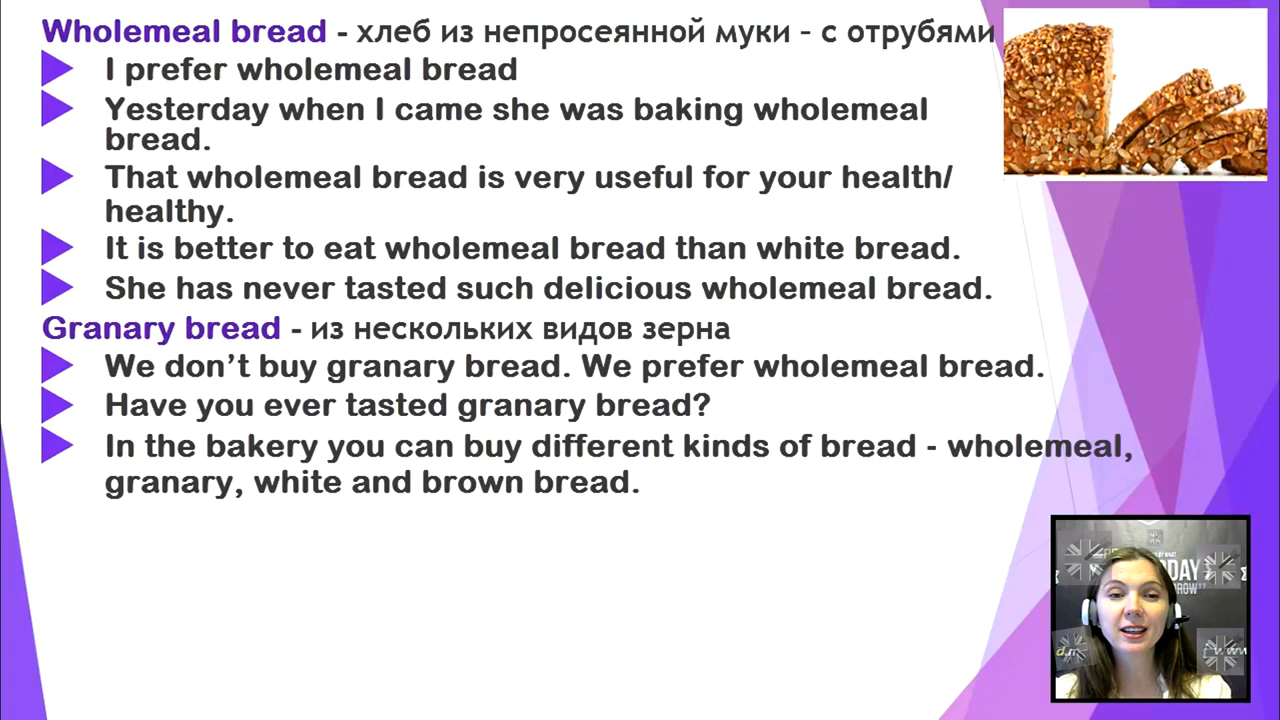 Wholemeal bread - хлеб из непросеянной муки – с отрубями
I prefer wholemeal bread
Yesterday when I came she was baking wholemeal
bread.
That wholemeal bread is very useful for your health/
healthy.
It is better to eat wholemeal bread than white bread.
She has never tasted such delicious wholemeal bread.
Granary bread - из нескольких видов зерна
We don’t buy granary bread. We prefer wholemeal bread.
Have you ever tasted granary bread?
In the bakery you can buy different kinds of bread - wholemeal,
granary, white and brown bread.